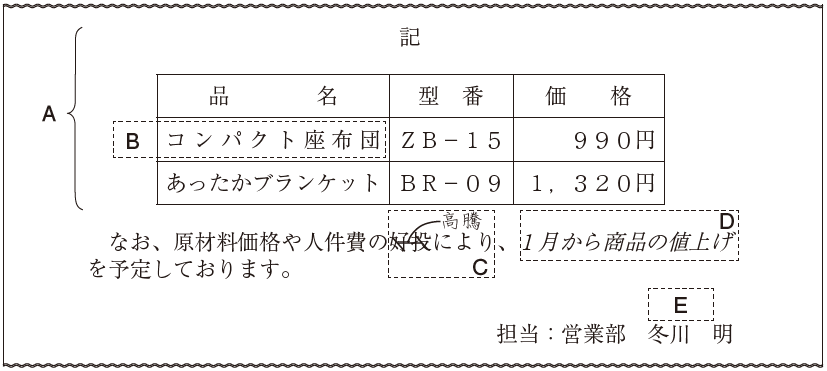 記
A
品　　　名　型　番　価　　格
B コンパクト座布団　ＺＢ－１５　９９０円
あったかブランケット　ＢＲ－０９　１，３２０円
高騰
D
なお、原材料価格や人件費の好投により、１月から商品の値上げ
を予定しております。
C
E
担当：営業部　冬川　明